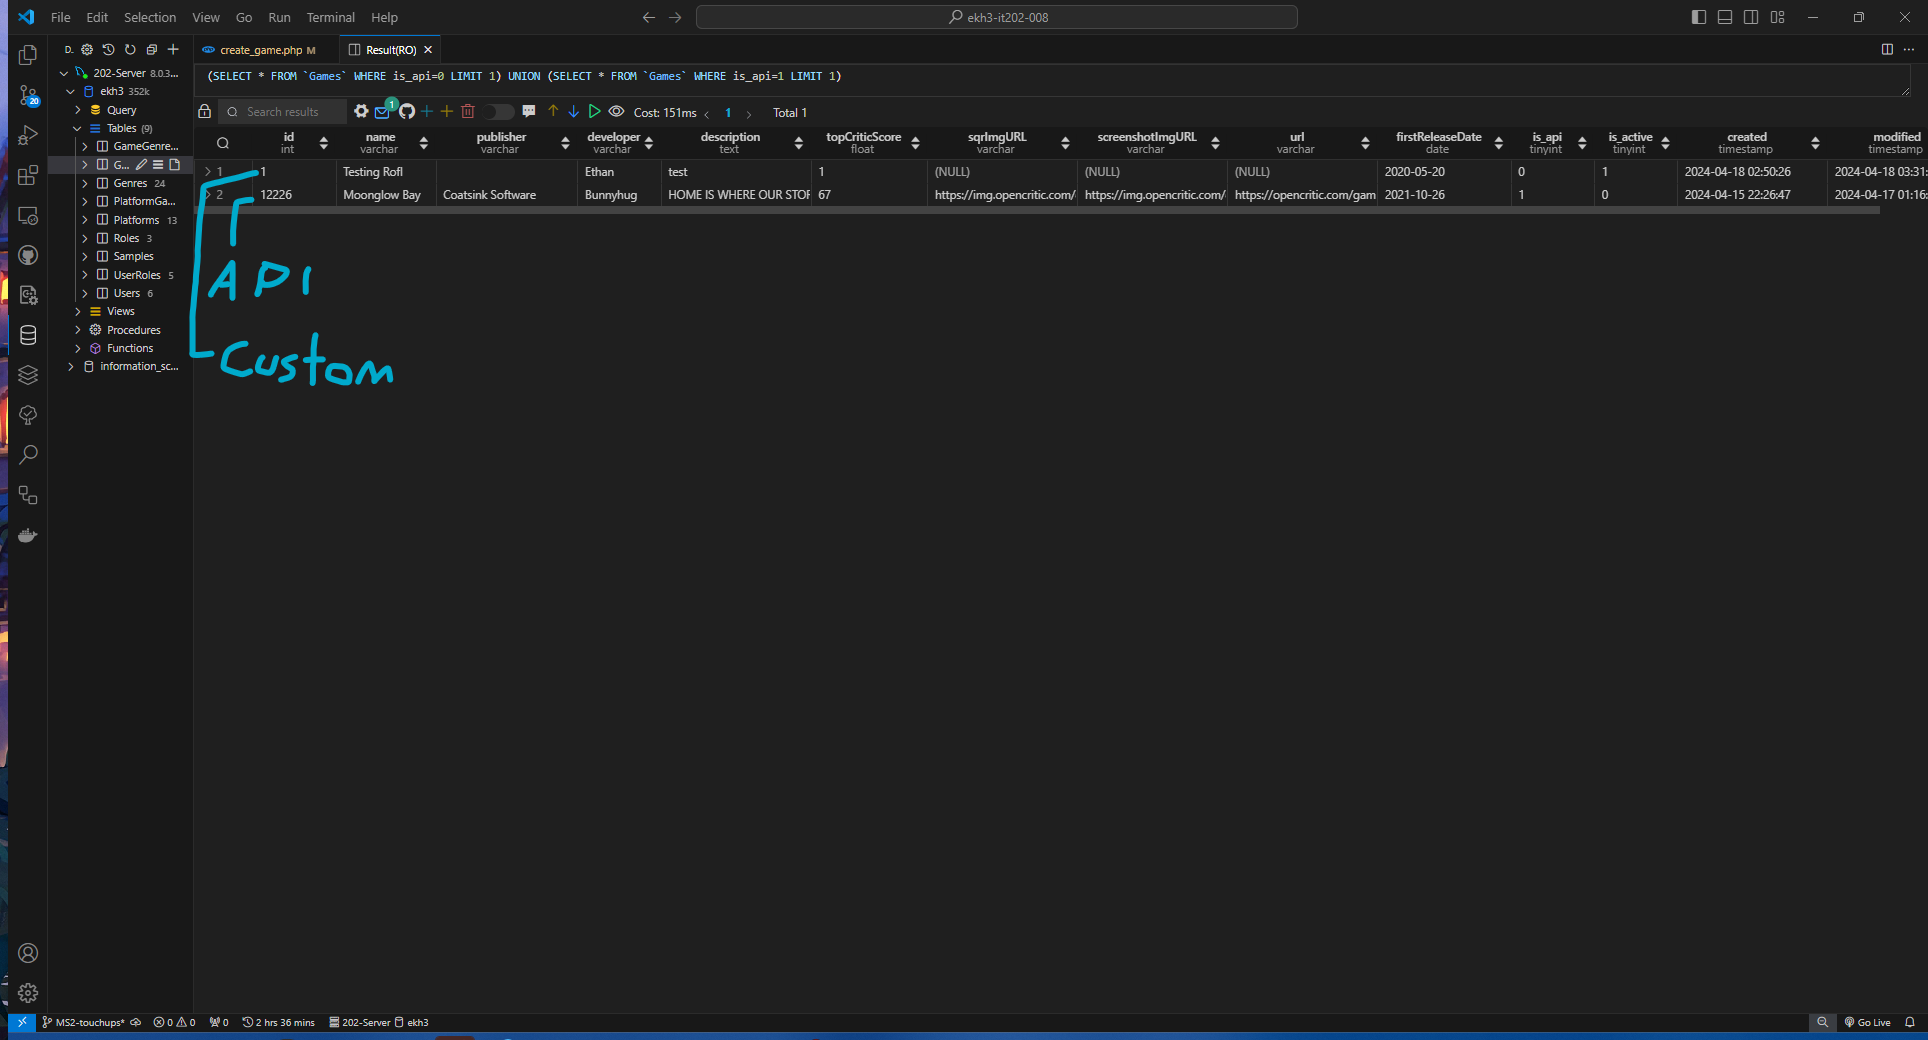 File Edit Selection View Go Run Terminal Help
ekh3-it202-008
D.
create_game.php M
Result(RO)
202-Server 8.0.3...
ekh3 352k
Query
Tables (9)
GameGenre...
G...
Genres 24
PlatformGa...
Platforms 13
Roles 3
Samples
UserRoles 5
Users 6
Views
Procedures
Functions
information_sc...
20
(SELECT * FROM `Games` WHERE is_api=0 LIMIT 1) UNION (SELECT * FROM `Games` WHERE is_api=1 LIMIT 1)
Search results 1 Cost: 151ms 1 Total 1
id name publisher developer description topCriticScore sqrImgURL screenshotImgURL url firstReleaseDate is_api is_active created modified
int varchar varchar varchar text float varchar varchar varchar date tinyint tinyint timestamp timestamp
1 1 Testing Rofl Ethan test 1 (NULL) (NULL) (NULL) 2020-05-20 0 1 2024-04-18 02:50:26 2024-04-18 03:31:
2 12226 Moonglow Bay Coatsink Software Bunnyhug HOME IS WHERE OUR STOR 67 https://img.opencritic.com/ https://img.opencritic.com/ https://opencritic.com/gam 2021-10-26 1 0 2024-04-15 22:26:47 2024-04-17 01:16:
API
Custom
MS2-touchups* 0 0 0 2 hrs 36 mins 202-Server ekh3 Go Live